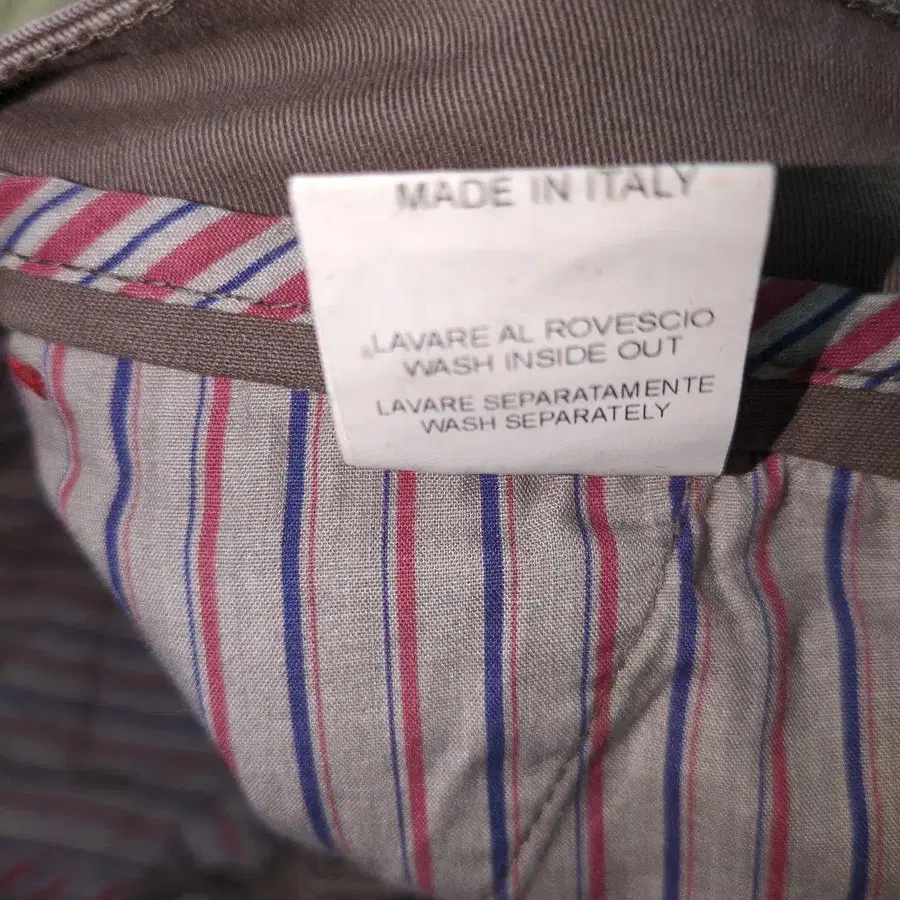 MADE IN ITALY
LAVARE AL ROVESCIO
WASH INSIDE OUT
LAVARE SEPARATAMENTE
WASH SEPARATELY